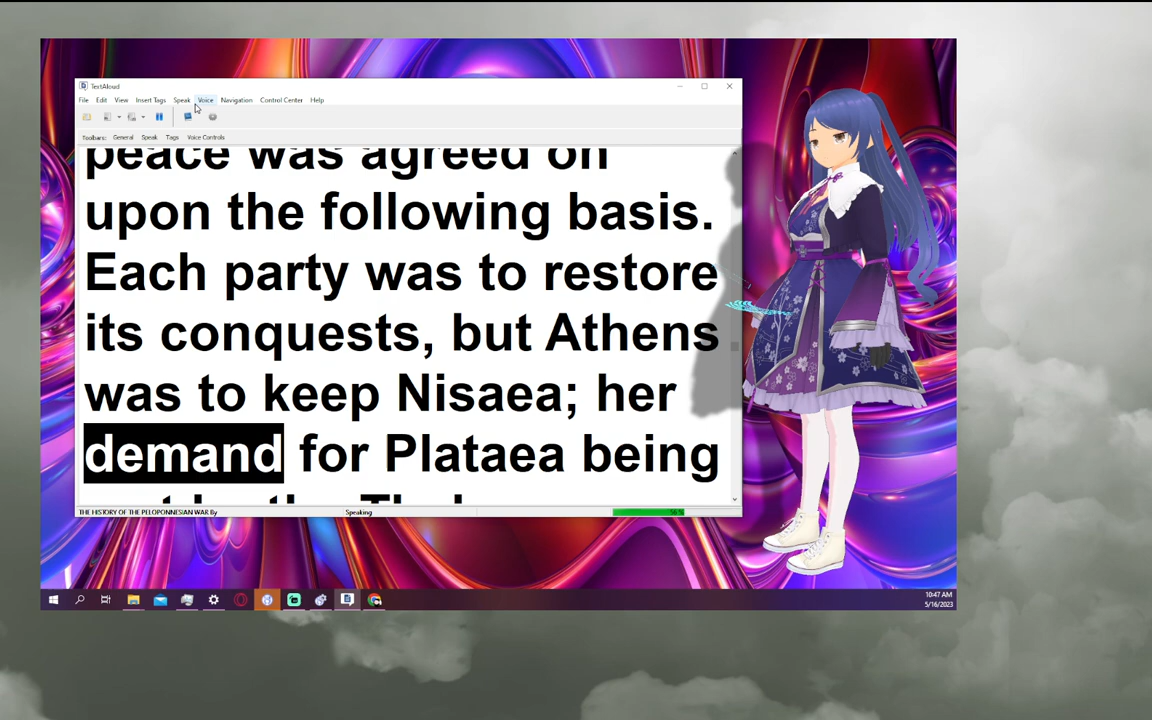 TextAloud
File Edit View Insert Tags Speak Voice Navigation Control Center Help
Toolbars: General Speak Tags Voice Controls
peace was agreed on
upon the following basis.
Each party was to restore
its conquests, but Athens
was to keep Nisaea; her
demand for Plataea being
THE HISTORY OF THE PELOPONNESIAN WAR By Speaking 56 %
10:47 AM
5/16/2023